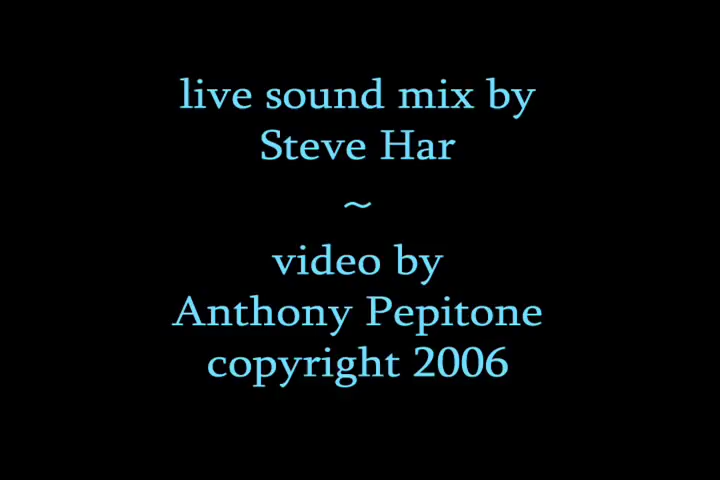 live sound mix by
Steve Har
~
video by
Anthony Pepitone
copyright 2006